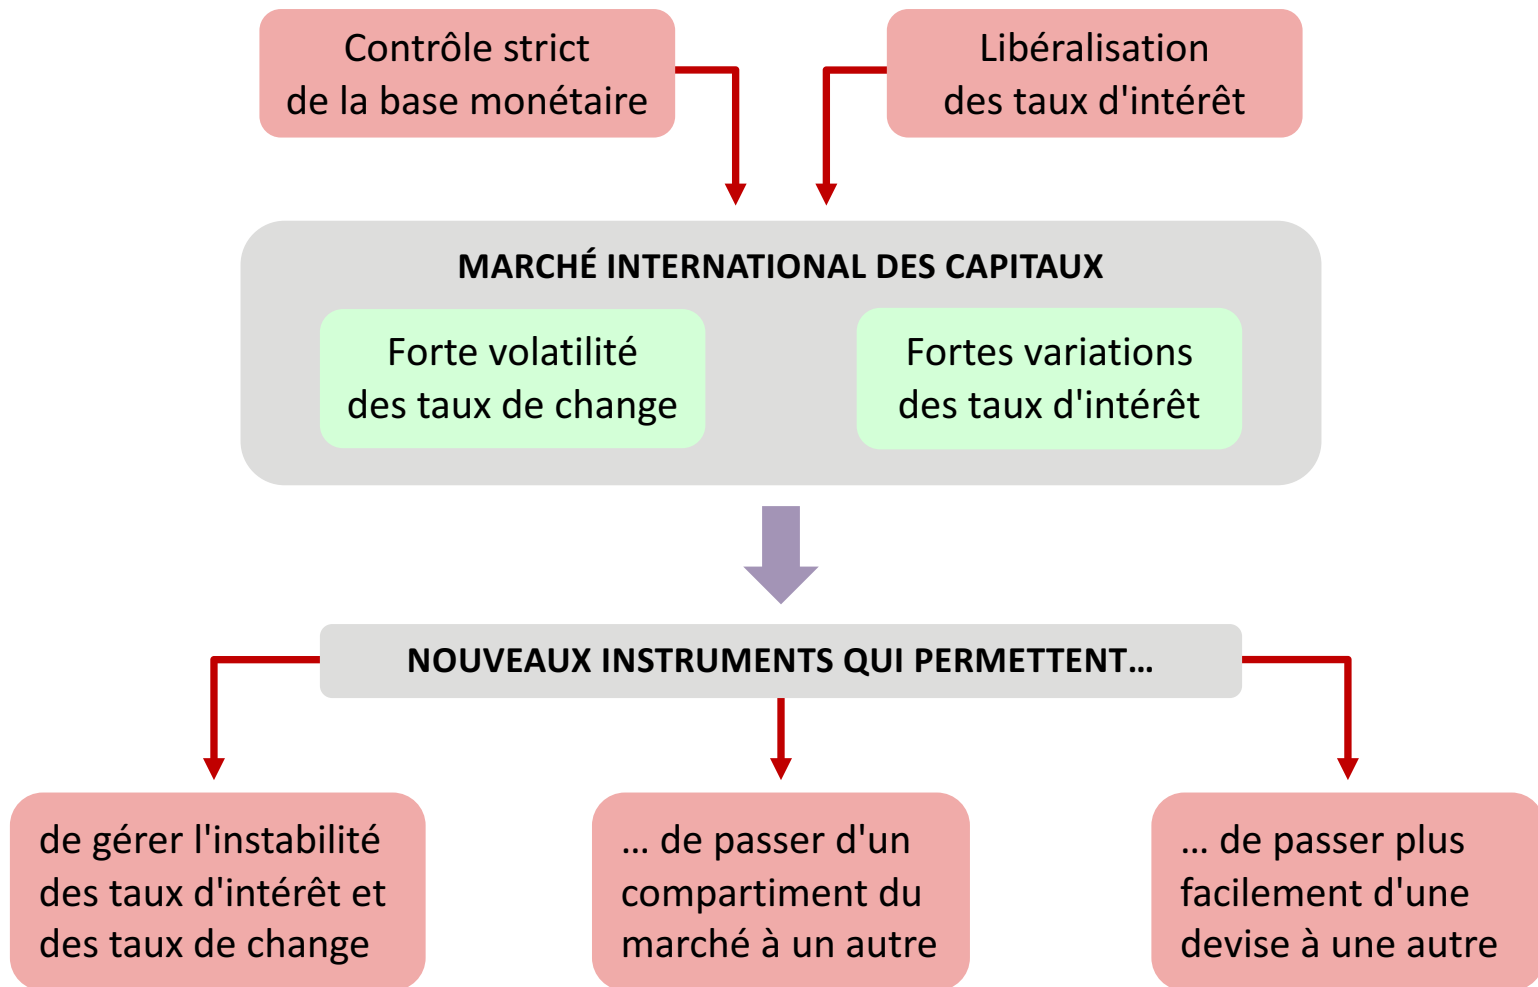 Contrôle strict
de la base monétaire
Libéralisation
des taux d'intérêt
MARCHÉ INTERNATIONAL DES CAPITAUX
Forte volatilité
des taux de change
Fortes variations
des taux d'intérêt
NOUVEAUX INSTRUMENTS QUI PERMETTENT…
de gérer l'instabilité
des taux d'intérêt et
des taux de change
… de passer d'un
compartiment du
marché à un autre
… de passer plus
facilement d'une
devise à une autre